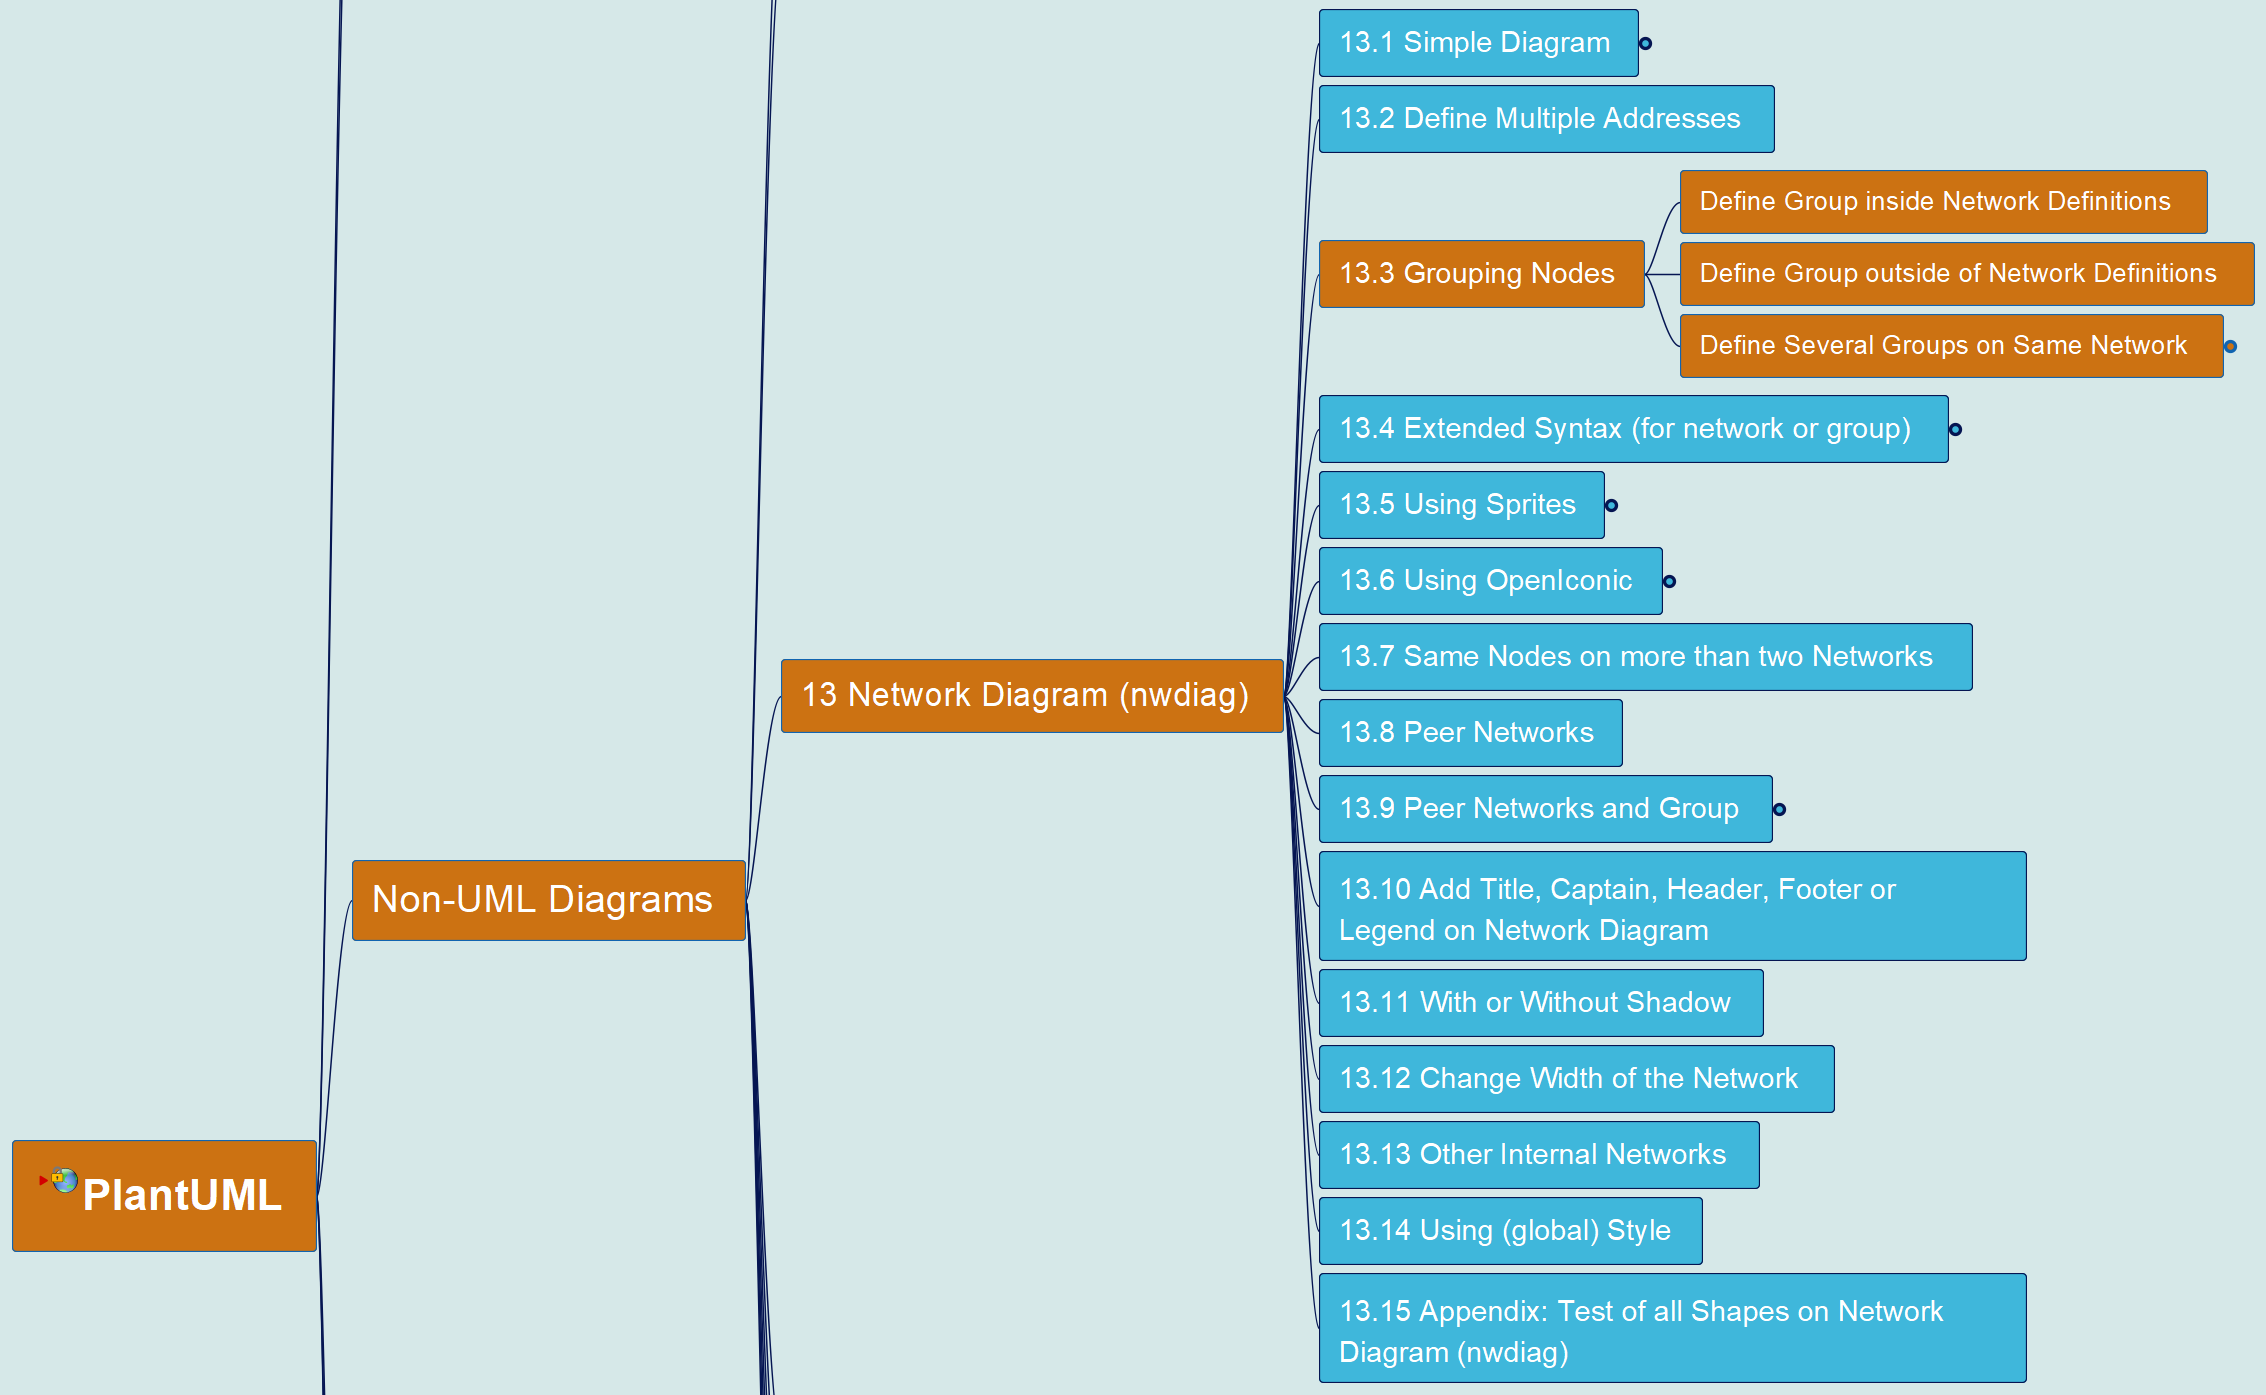 13.1 Simple Diagram
13.2 Define Multiple Addresses
Define Group inside Network Definitions
13.3 Grouping Nodes
Define Group outside of Network Definitions
Define Several Groups on Same Network
13.4 Extended Syntax (for network or group)
13.5 Using Sprites
13.6 Using OpenIconic
13.7 Same Nodes on more than two Networks
13 Network Diagram (nwdiag)
13.8 Peer Networks
13.9 Peer Networks and Group
Non-UML Diagrams
13.10 Add Title, Captain, Header, Footer or
Legend on Network Diagram
13.11 With or Without Shadow
13.12 Change Width of the Network
13.13 Other Internal Networks
PlantUML
13.14 Using (global) Style
13.15 Appendix: Test of all Shapes on Network
Diagram (nwdiag)